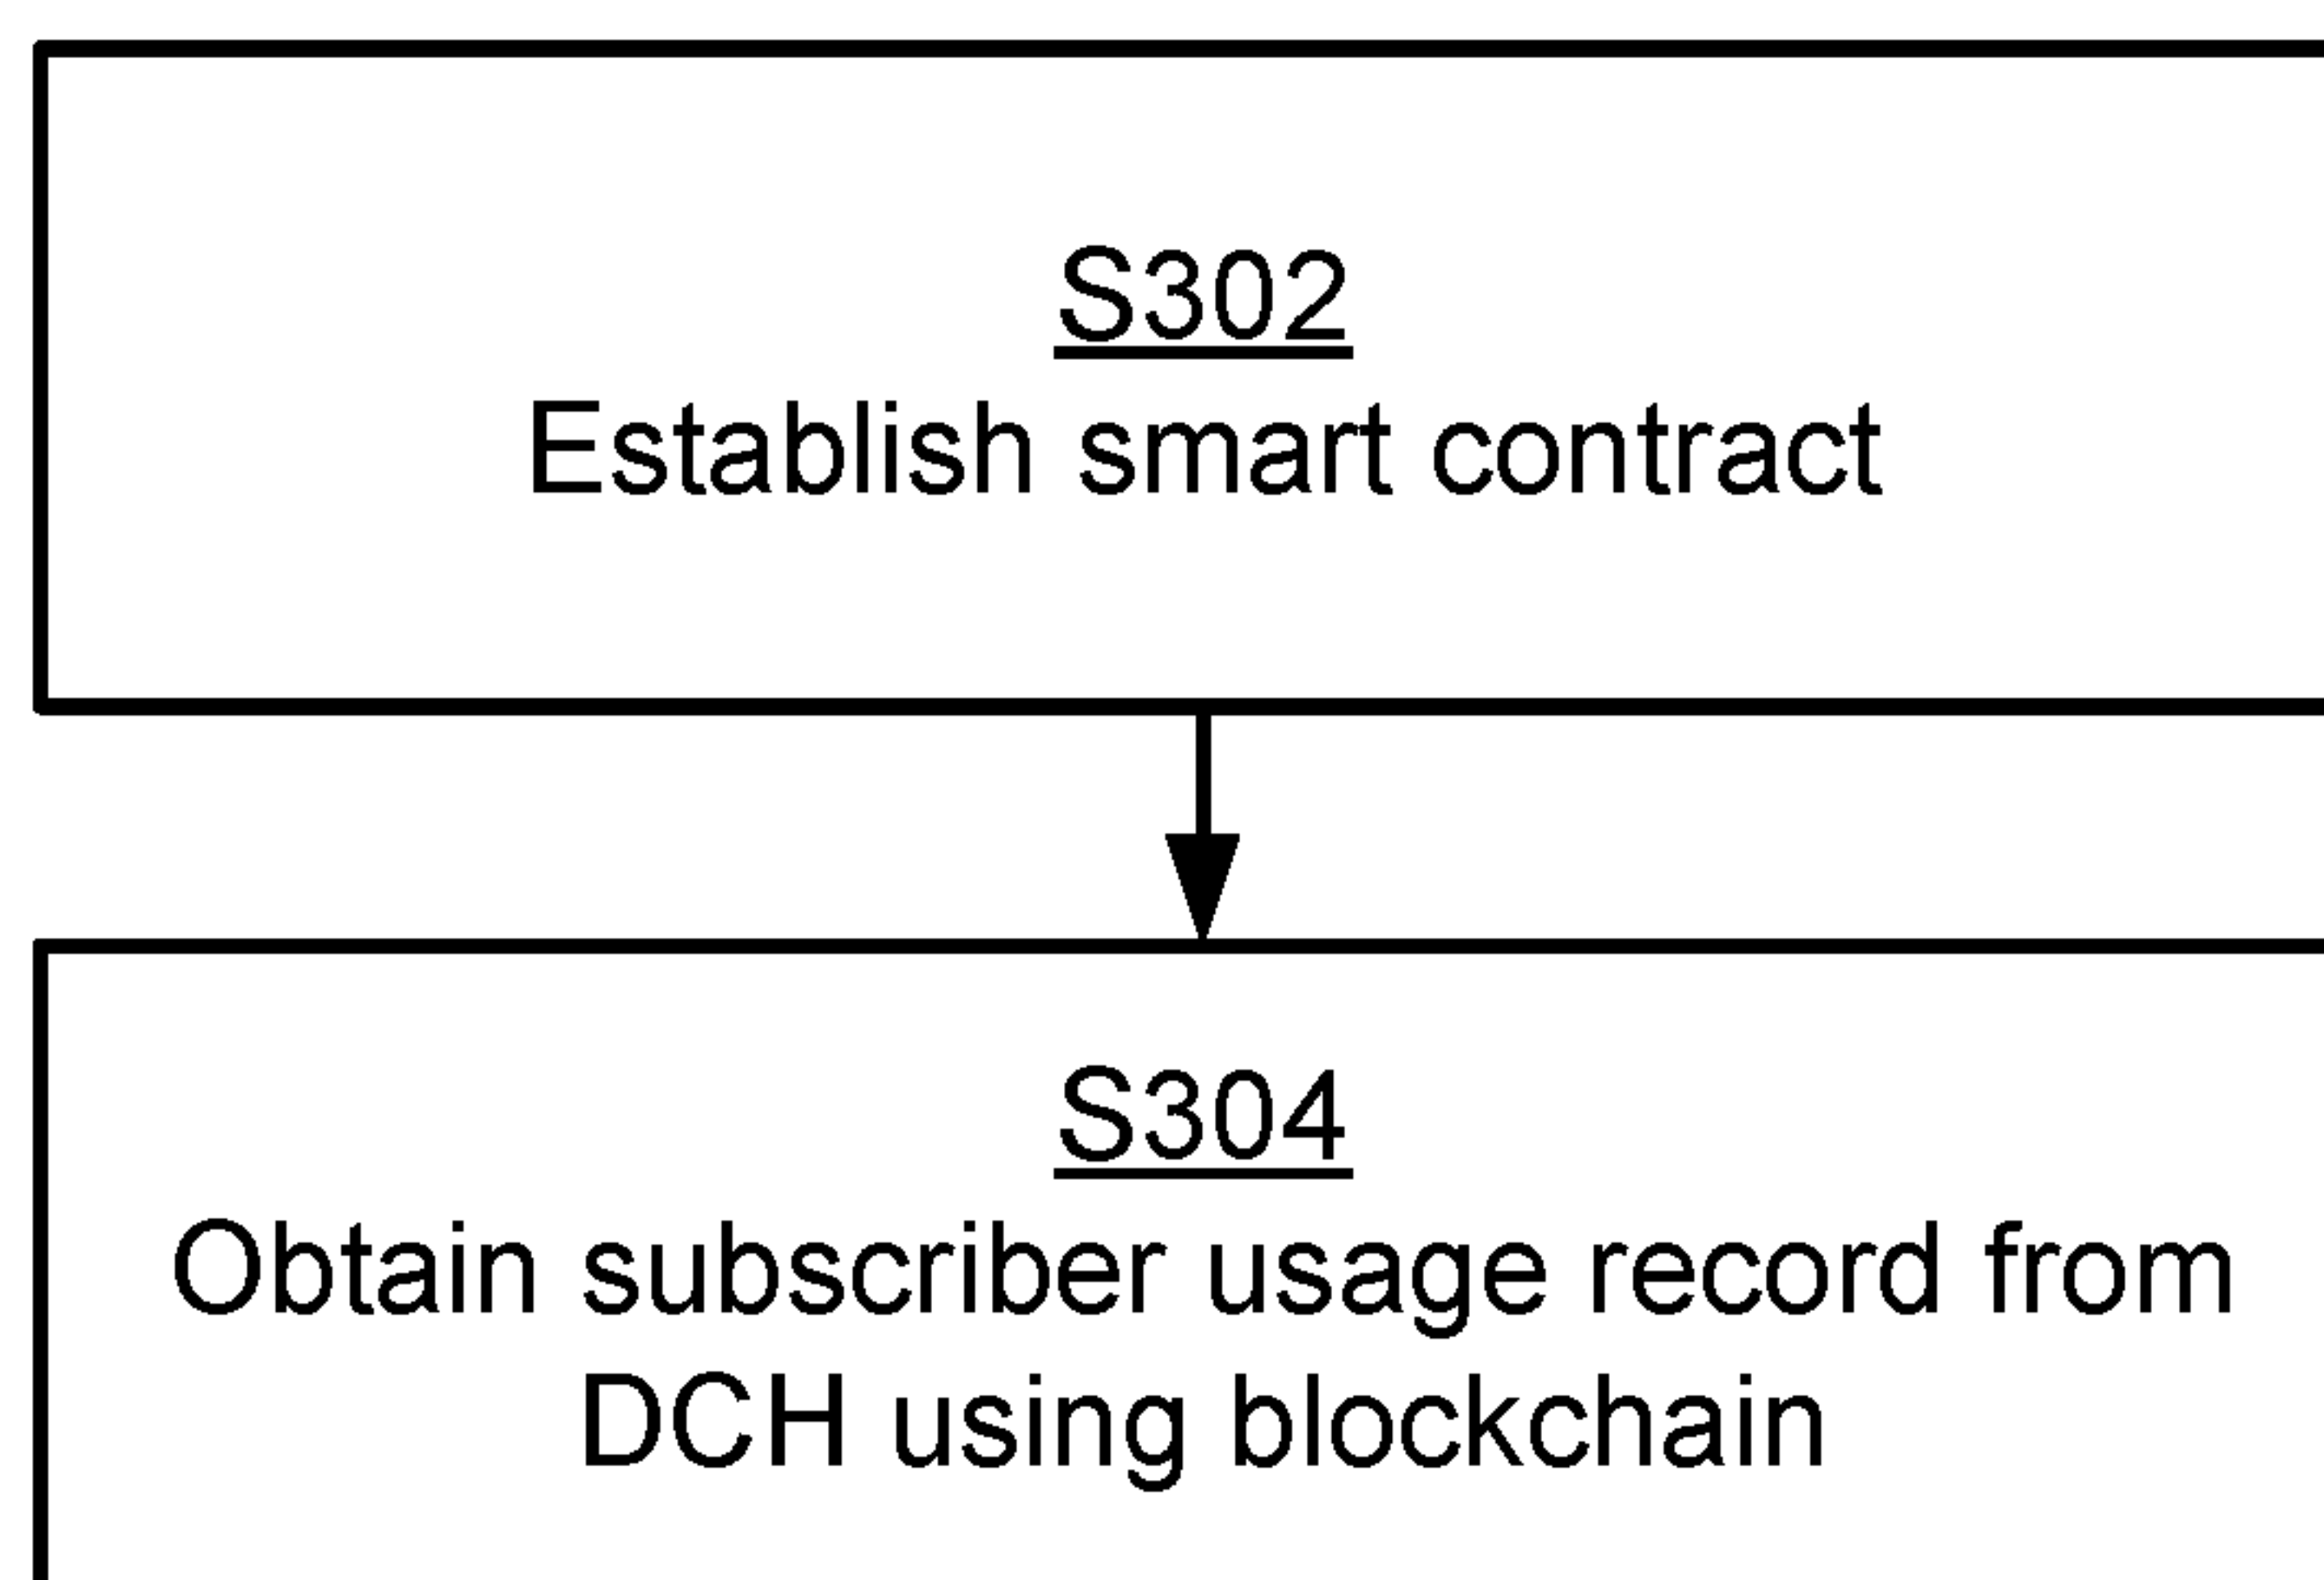 S302
Establish smart contract
S304
Obtain subscriber usage record from
DCH using blockchain